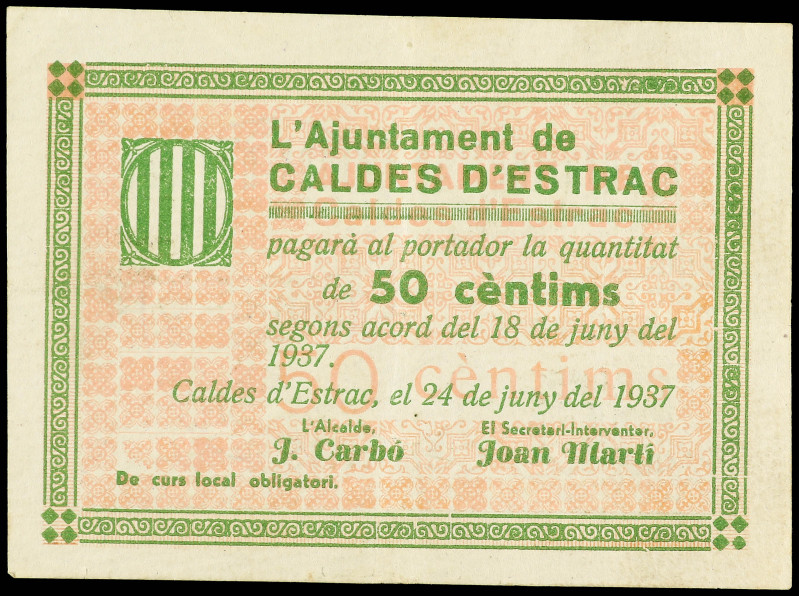 L'Ajuntament de
CALDES D'ESTRAC
pagarà al portador la quantitat
de 50 cèntims
segons acord del 18 de juny del
1937.
50 cèntims
Caldes d'Estrac, el 24 de juny del 1937
L'Alcalde,
El Secretari-Interventor,
J. Carbó
Joan Martí
De curs local obligatori.